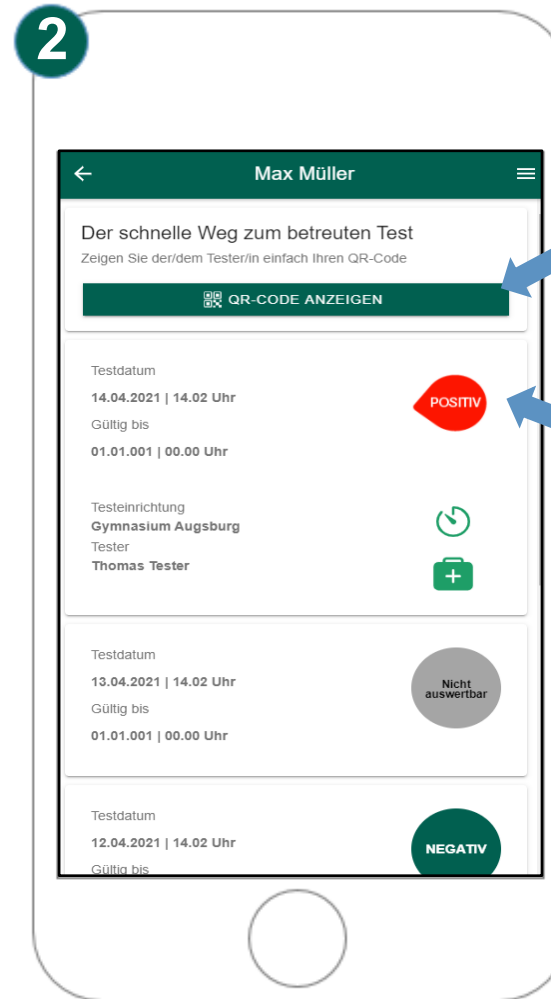 2
Max Müller
Der schnelle Weg zum betreuten Test
Zeigen Sie der/dem Tester/in einfach Ihren QR-Code
QR-CODE ANZEIGEN
Testdatum
14.04.2021 | 14.02 Uhr
POSITIV
Gültig bis
01.01.001 | 00.00 Uhr
Testeinrichtung
Gymnasium Augsburg
Tester
Thomas Tester
Testdatum
13.04.2021 | 14.02 Uhr
Nicht
auswertbar
Gültig bis
01.01.001 | 00.00 Uhr
Testdatum
12.04.2021 | 14.02 Uhr
NEGATIV
Gültig bis